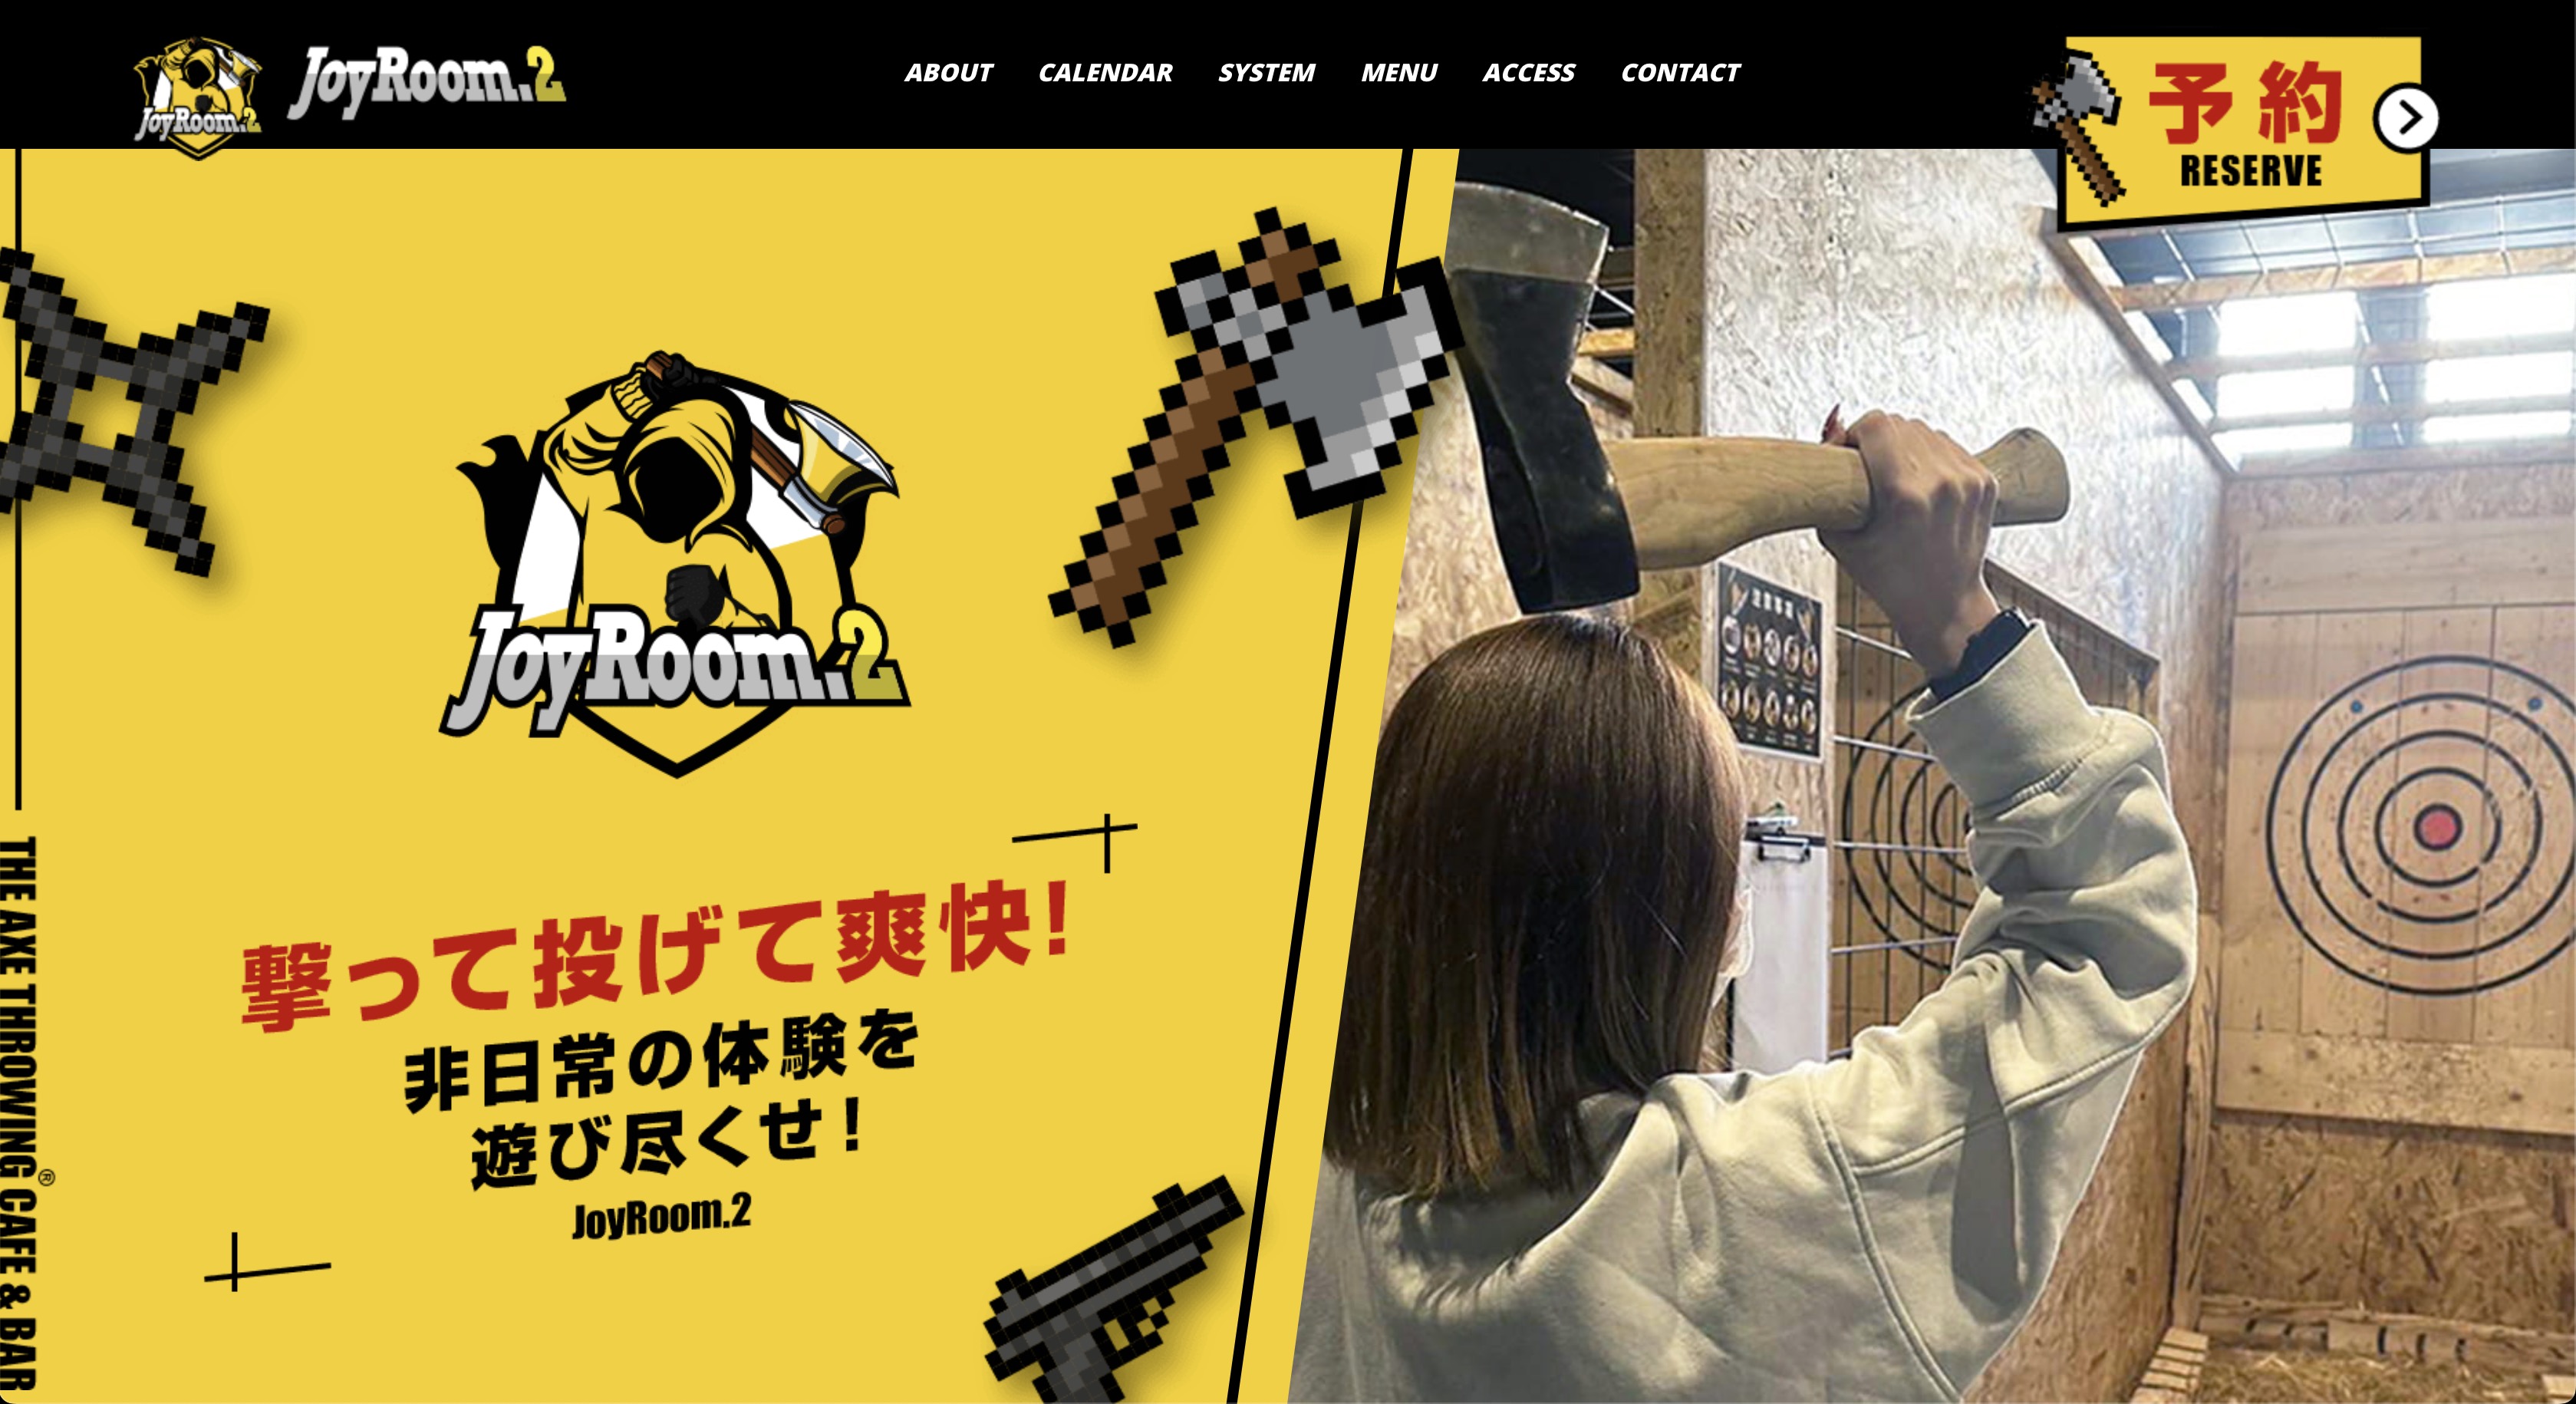 JoyRoom.2
JoyRoom.2
ABOUT CALENDAR SYSTEM MENU ACCESS CONTACT
予約
RESERVE
JoyRoom.2
撃って投げて爽快!
非日常の体験を
遊び尽くせ!
JoyRoom.2
THE AXE THROWING CAFE & BAR ®